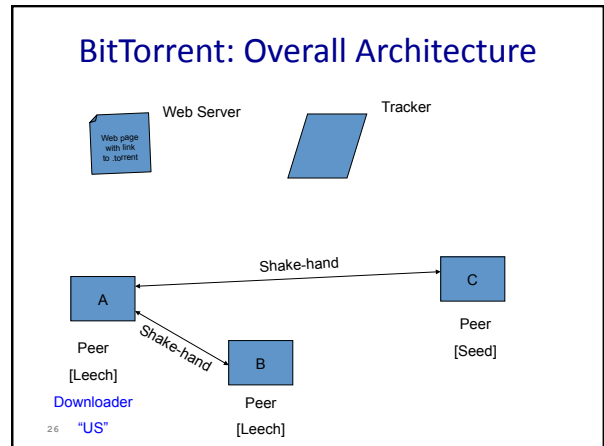 BitTorrent: Overall Architecture
Web Server
Tracker
Web page
with link
to .torrent
Shake-hand
C
A
Shake-hand
Peer
[Seed]
B
Peer
[Leech]
Downloader
"US"
Peer
[Leech]
26